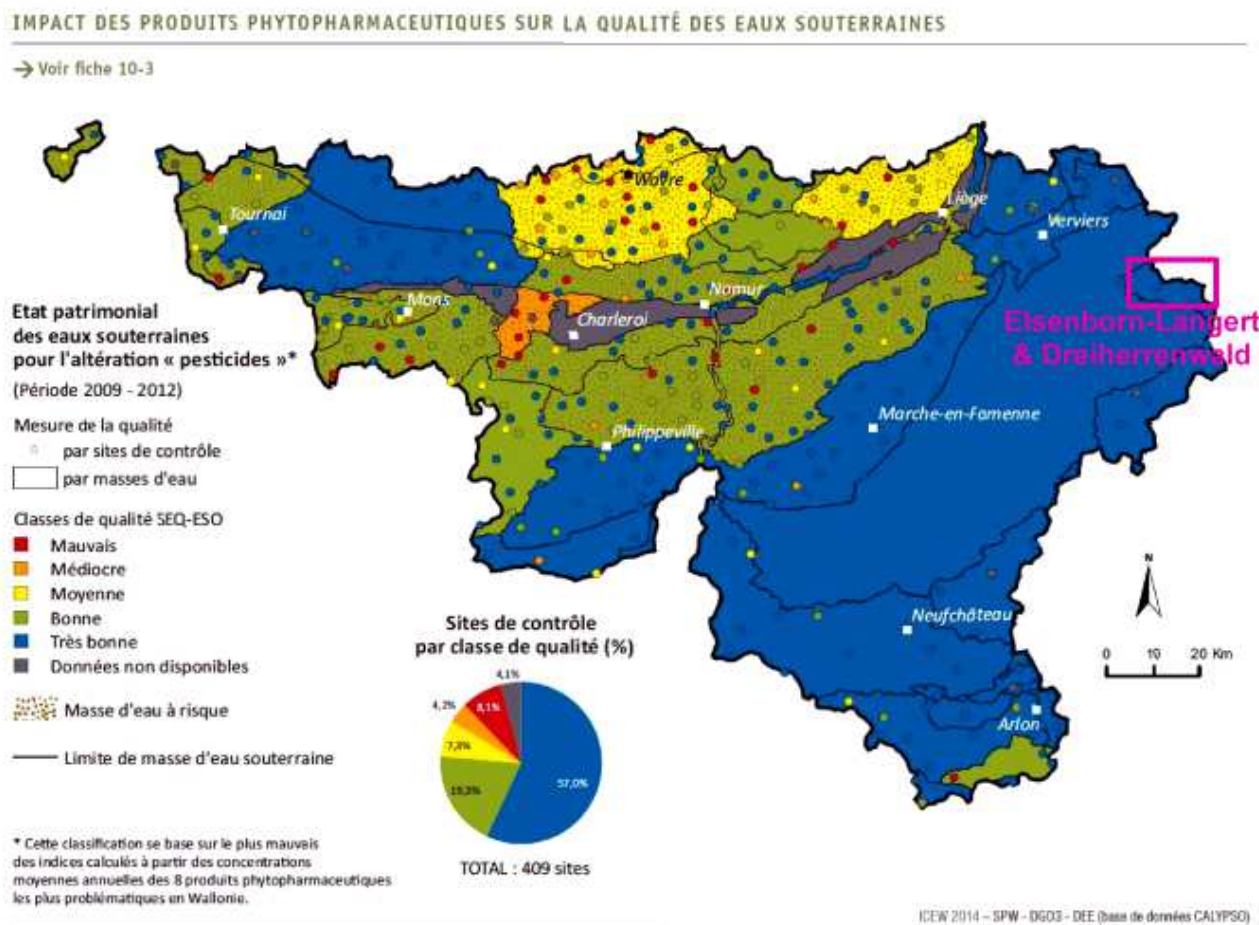 IMPACT DES PRODUITS PHYTOPHARMACEUTIQUES SUR LA QUALITÉ DES EAUX SOUTERRAINES
→ Voir fiche 10-3
Wavre
Liège
Tournai
Verviers
Namur
Mons
Charleroi
Elsenborn-Langert
& Dreiherrenwald
Marche-en-Famenne
Philippeville
Neufchâteau
Arlon
Etat patrimonial
des eaux souterraines
pour l'altération « pesticides »*
(Période 2009 - 2012)
Mesure de la qualité
par sites de contrôle
par masses d'eau
Classes de qualité SEQ-ESO
Mauvais
Médiocre
Moyenne
Bonne
Très bonne
Données non disponibles
Masse d'eau à risque
Limite de masse d'eau souterraine
Sites de contrôle
par classe de qualité (%)
4,1%
8,1%
4,2%
7,3%
19,3%
57,0%
TOTAL : 409 sites
N
0 10 20 Km
* Cette classification se base sur le plus mauvais
des indices calculés à partir des concentrations
moyennes annuelles des 8 produits phytopharmaceutiques
les plus problématiques en Wallonie.
ICEW 2014 – SPW - DGO3 - DEE (base de données CALYPSO)